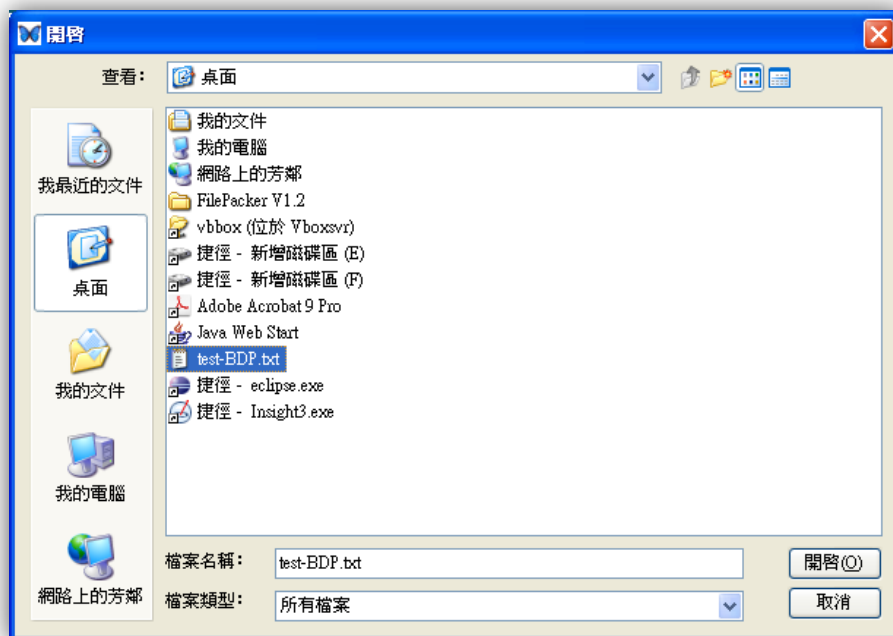 開啓
查看：
桌面
我最近的文件
桌面
我的文件
我的電腦
網路上的芳鄰
我的文件
我的電腦
網路上的芳鄰
FilePacker V1.2
vbbox (位於 Vboxsvr)
捷徑 - 新增磁碟區 (E)
捷徑 - 新增磁碟區 (F)
Adobe Acrobat 9 Pro
Java Web Start
test-BDP.txt
捷徑 - eclipse.exe
捷徑 - Insight3.exe
檔案名稱：
test-BDP.txt
開啓(O)
檔案類型：
所有檔案
取消